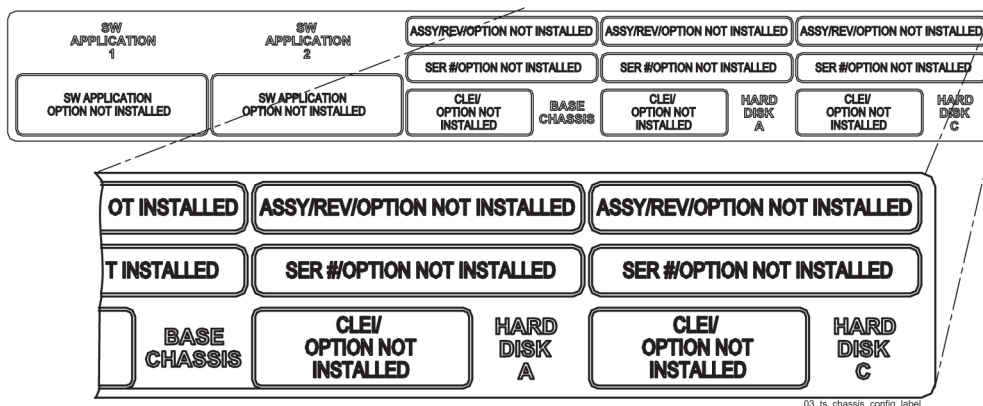 SW
APPLICATION
1
SW
APPLICATION
2
ASSY/REV/OPTION NOT INSTALLED
ASSY/REV/OPTION NOT INSTALLED
ASSY/REV/OPTION NOT INSTALLED
SER #/OPTION NOT INSTALLED
SER #/OPTION NOT INSTALLED
SER #/OPTION NOT INSTALLED
SW APPLICATION
OPTION NOT INSTALLED
SW APPLICATION
OPTION NOT INSTALLED
CLEI/
OPTION NOT
INSTALLED
BASE
CHASSIS
CLEI/
OPTION NOT
INSTALLED
HARD
DISK
A
CLEI/
OPTION NOT
INSTALLED
HARD
DISK
C
OT INSTALLED
ASSY/REV/OPTION NOT INSTALLED
ASSY/REV/OPTION NOT INSTALLED
T INSTALLED
SER #/OPTION NOT INSTALLED
SER #/OPTION NOT INSTALLED
BASE
CHASSIS
CLEI/
OPTION NOT
INSTALLED
HARD
DISK
A
CLEI/
OPTION NOT
INSTALLED
HARD
DISK
C
03_ts_chassis_config_label